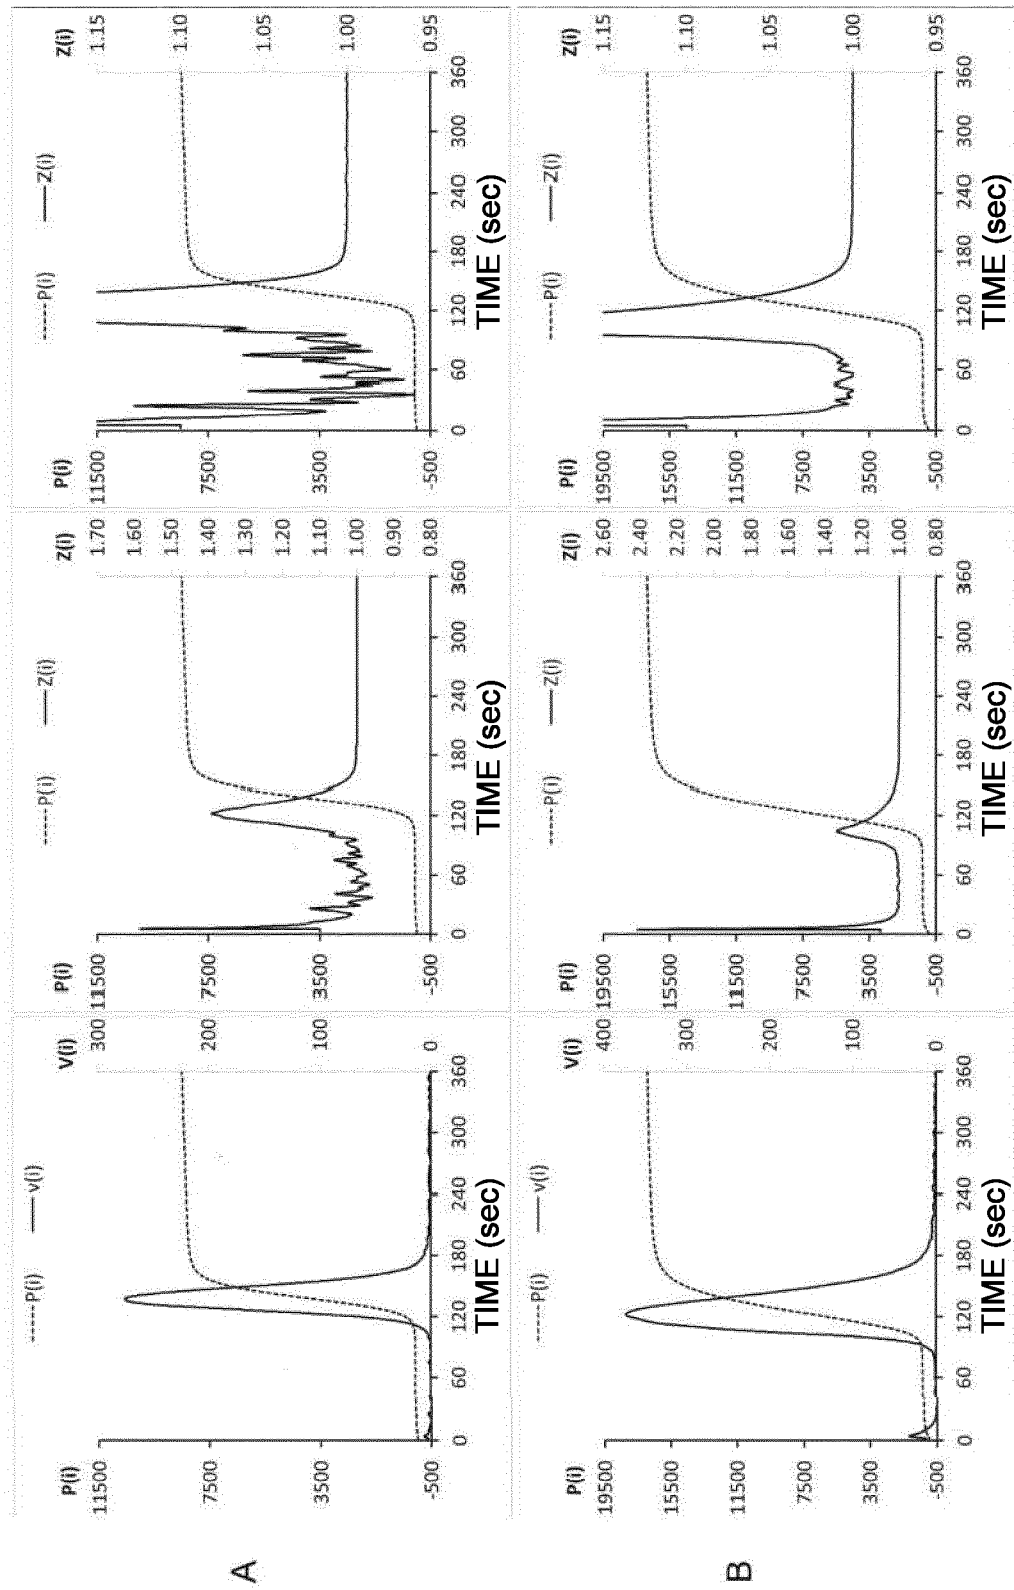 A
P(i)
-----P(i) ——v(i)
V(i)
11500
7500
3500
-500
300
200
100
0
0 60 120 180 240 300 360
TIME (sec)
P(i)
-----P(i) ——Z(i)
Z(i)
11500
7500
3500
-500
1.70
1.60
1.50
1.40
1.30
1.20
1.10
1.00
0.90
0.80
0 60 120 180 240 300 360
TIME (sec)
P(i)
-----P(i) ——Z(i)
Z(i)
11500
7500
3500
-500
1.15
1.10
1.05
1.00
0.95
0 60 120 180 240 300 360
TIME (sec)
B
P(i)
-----P(i) ——v(i)
V(i)
19500
15500
11500
7500
3500
-500
400
300
200
100
0
0 60 120 180 240 300 360
TIME (sec)
P(i)
-----P(i) ——Z(i)
Z(i)
19500
15500
11500
7500
3500
-500
2.60
2.40
2.20
2.00
1.80
1.60
1.40
1.20
1.00
0.80
0 60 120 180 240 300 360
TIME (sec)
P(i)
-----P(i) ——Z(i)
Z(i)
19500
15500
11500
7500
3500
-500
1.15
1.10
1.05
1.00
0.95
0 60 120 180 240 300 360
TIME (sec)